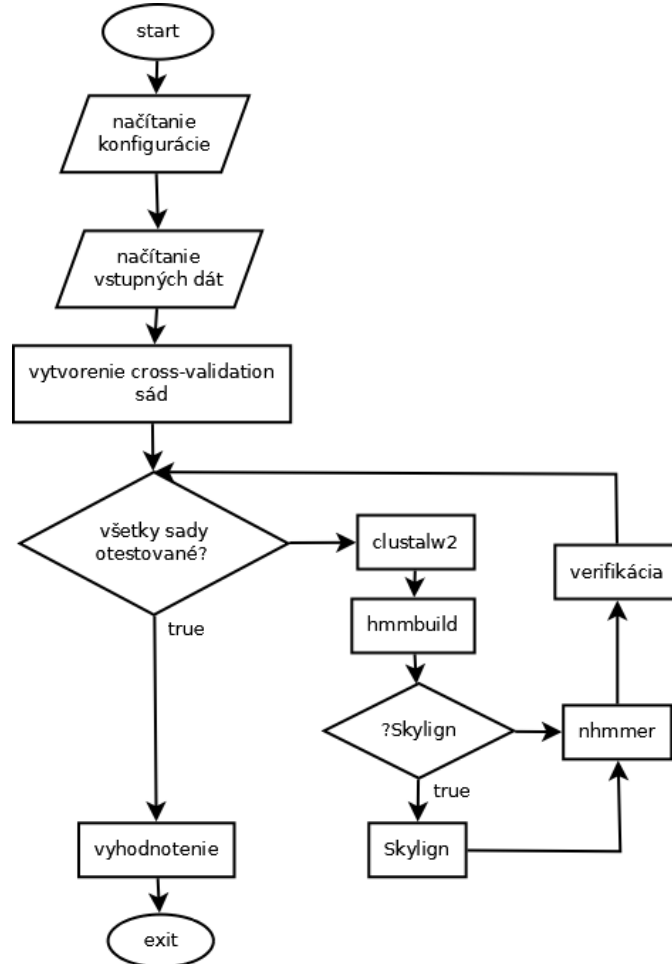 start
načítanie
konfigurácie
načítanie
vstupných dát
vytvorenie cross-validation
sád
všetky sady
otestované?
true
clustalw2
hmmbuild
?Skylign
true
Skylign
nhmmer
verifikácia
vyhodnotenie
exit